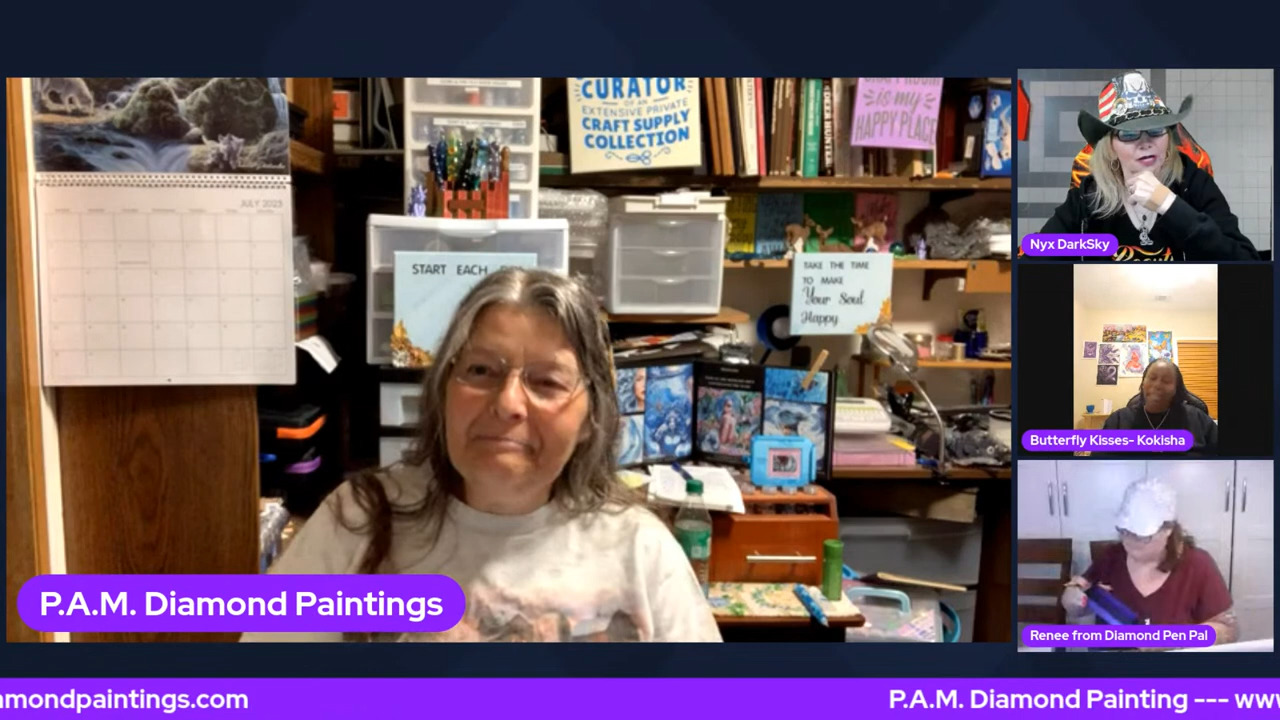 JULY 2023
CURATOR
OF AN
EXTENSIVE PRIVATE
CRAFT SUPPLY
COLLECTION
is my
HAPPY PLACE
DEER HUNTER
START EACH
TAKE THE TIME
TO MAKE
Your Soul
Happy
P.A.M. Diamond Paintings
Nyx DarkSky
Butterfly Kisses- Kokisha
Renee from Diamond Pen Pal
amondpaintings.com
P.A.M. Diamond Painting --- www